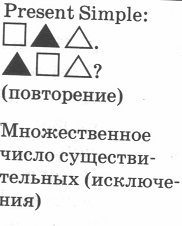 Present Simple:
□▲△.
▲□△?
(повторение)
Множественное
число существи-
тельных (исключе-
ния)